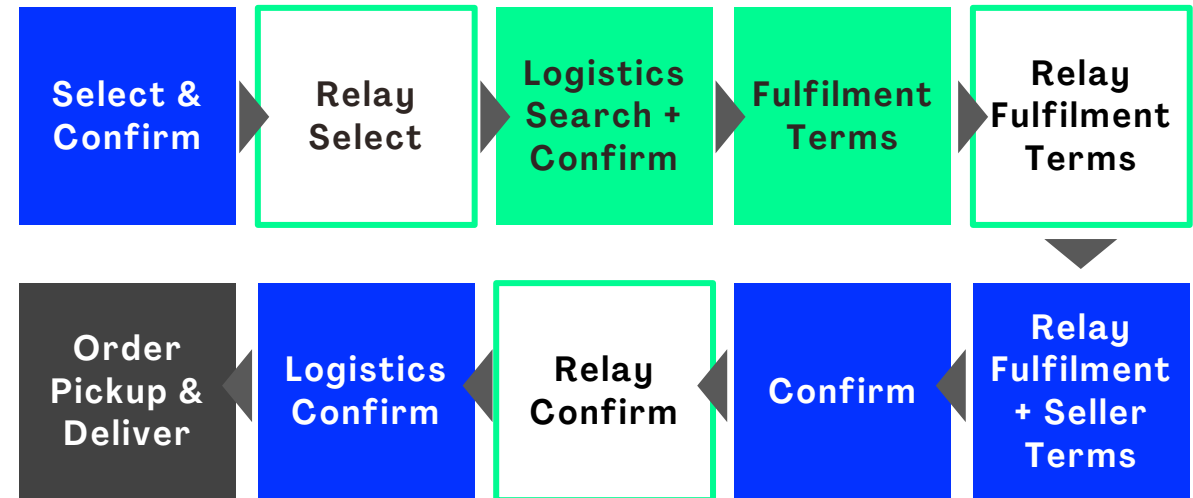 Select &
Confirm
Relay
Select
Logistics
Search +
Confirm
Fulfilment
Terms
Relay
Fulfilment
Terms
Relay
Fulfilment
+ Seller
Terms
Confirm
Relay
Confirm
Logistics
Confirm
Order
Pickup &
Deliver